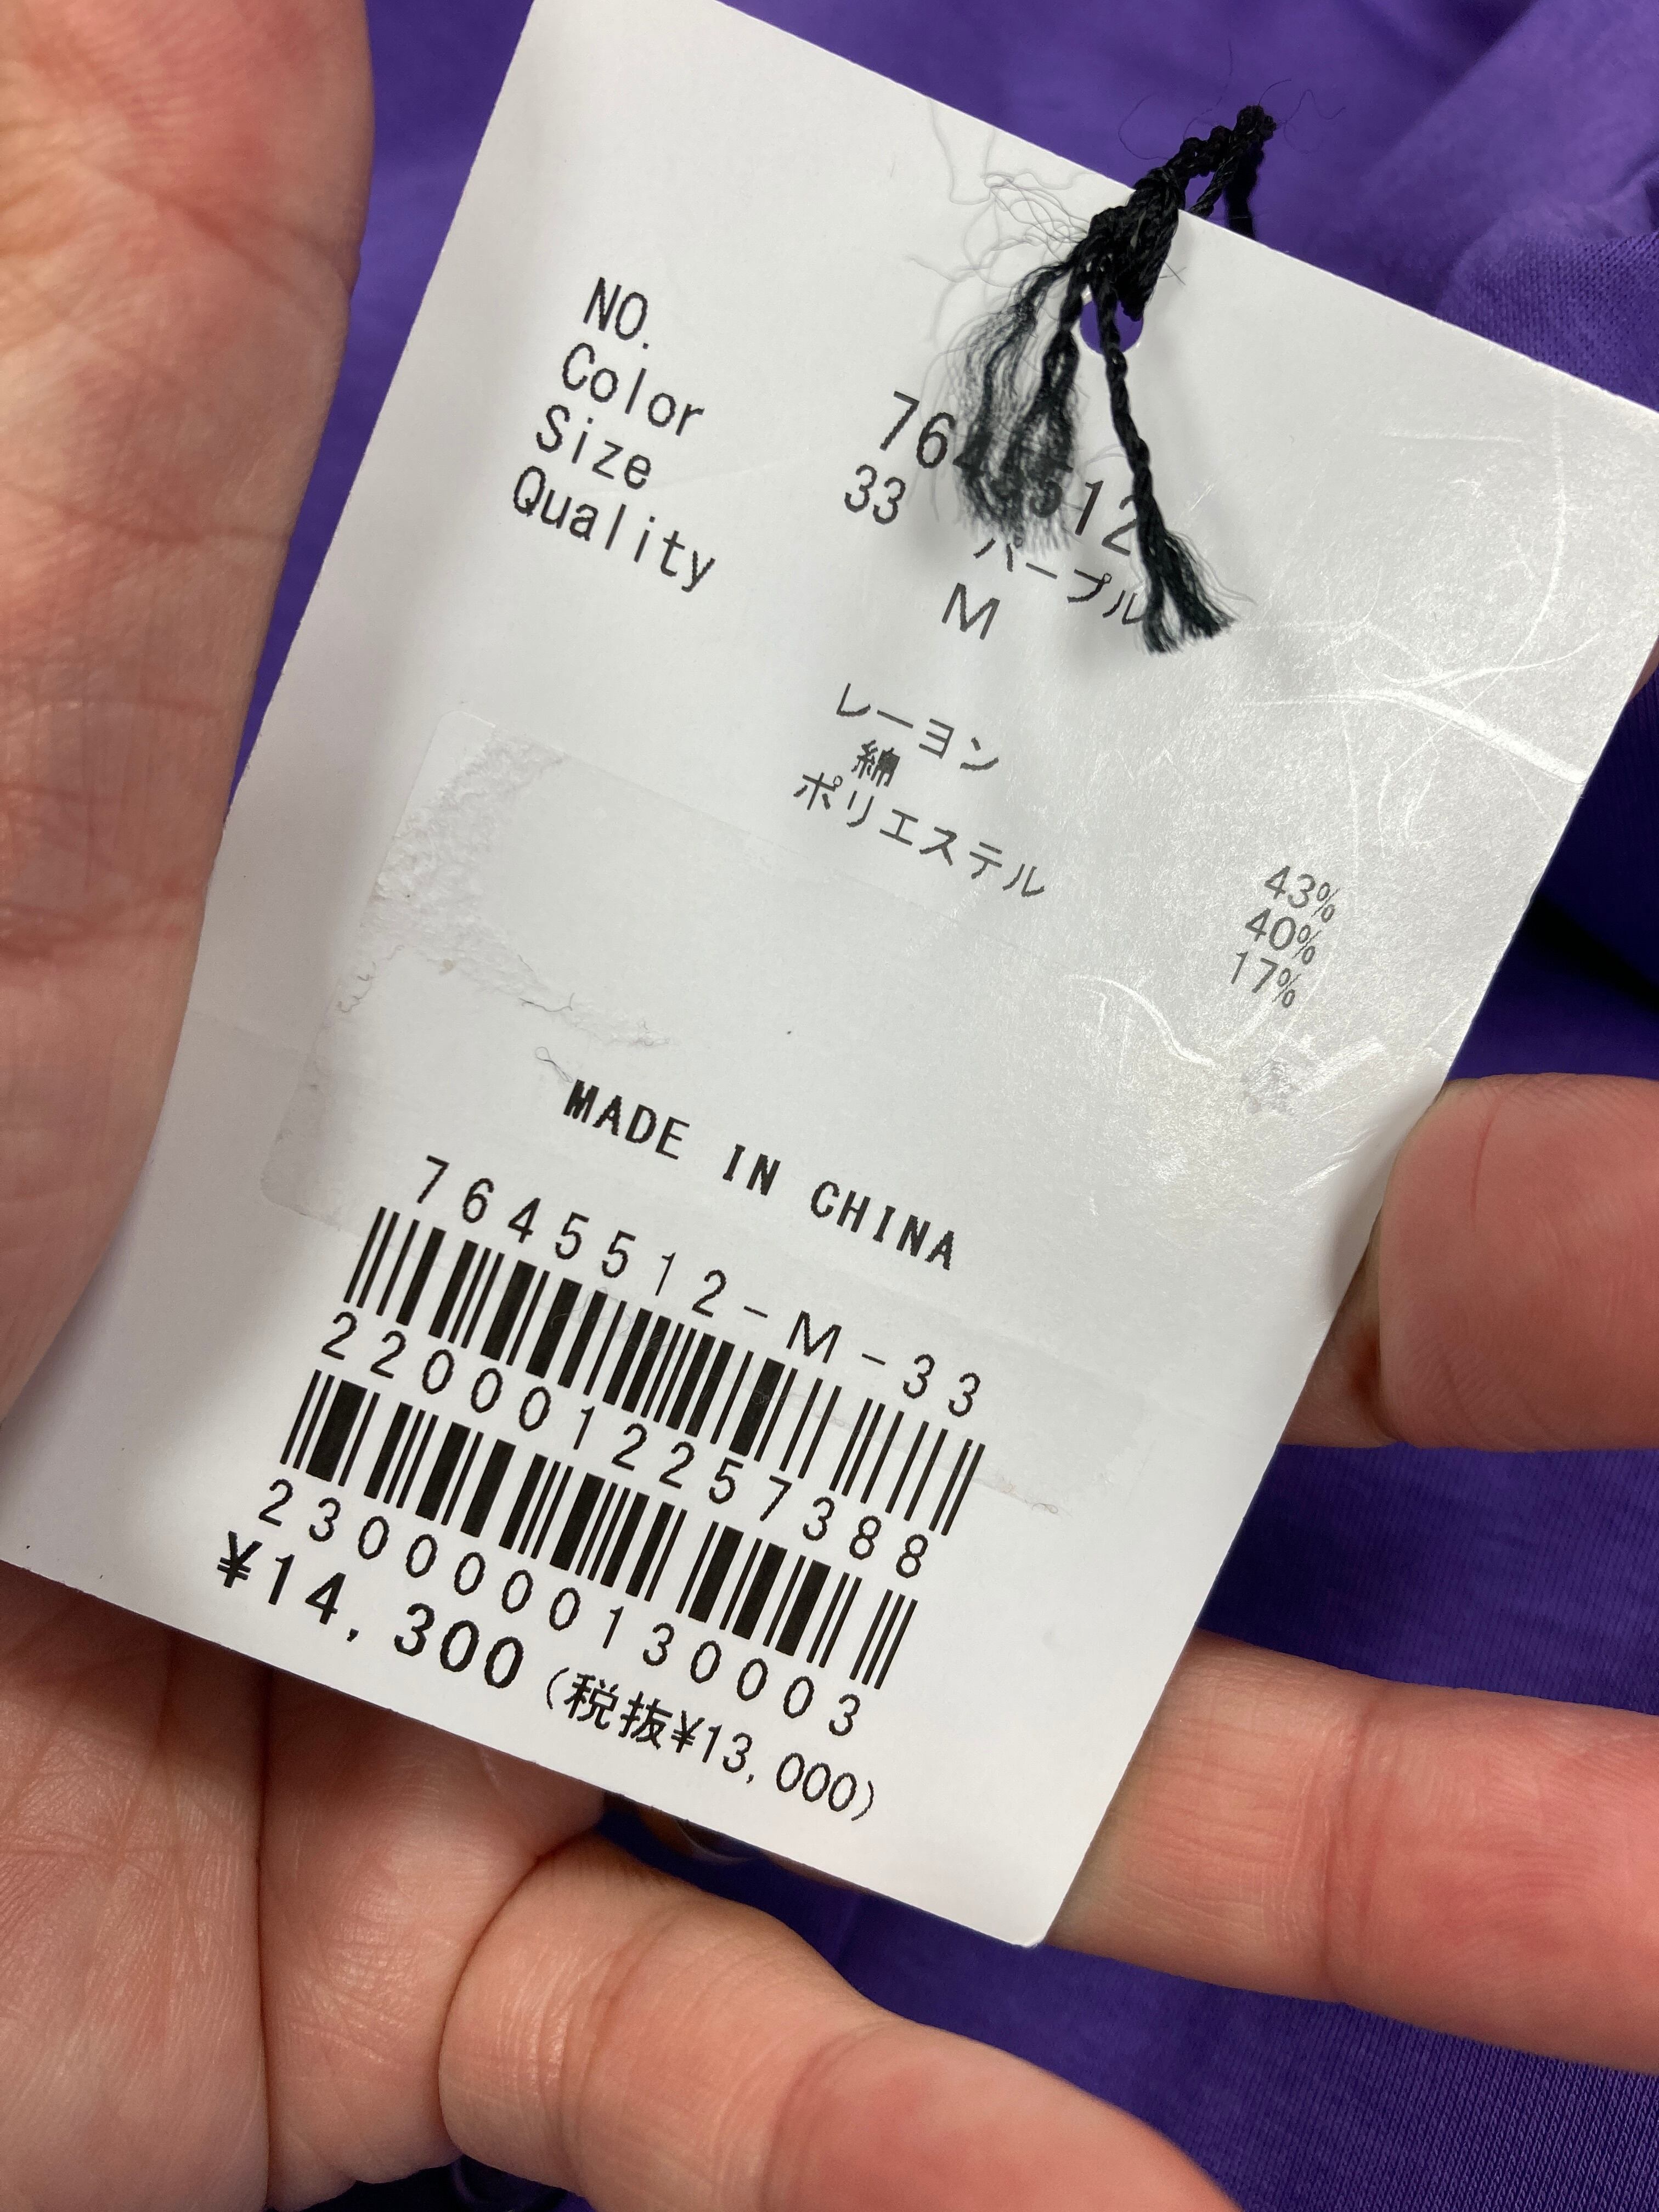 NO. 7645512
Color 33 パープル
Size M
Quality
レーヨン 43%
綿 40%
ポリエステル 17%
MADE IN CHINA
7645512-M-33
2200012257388
2300000130003
¥14,300(税抜¥13,000)